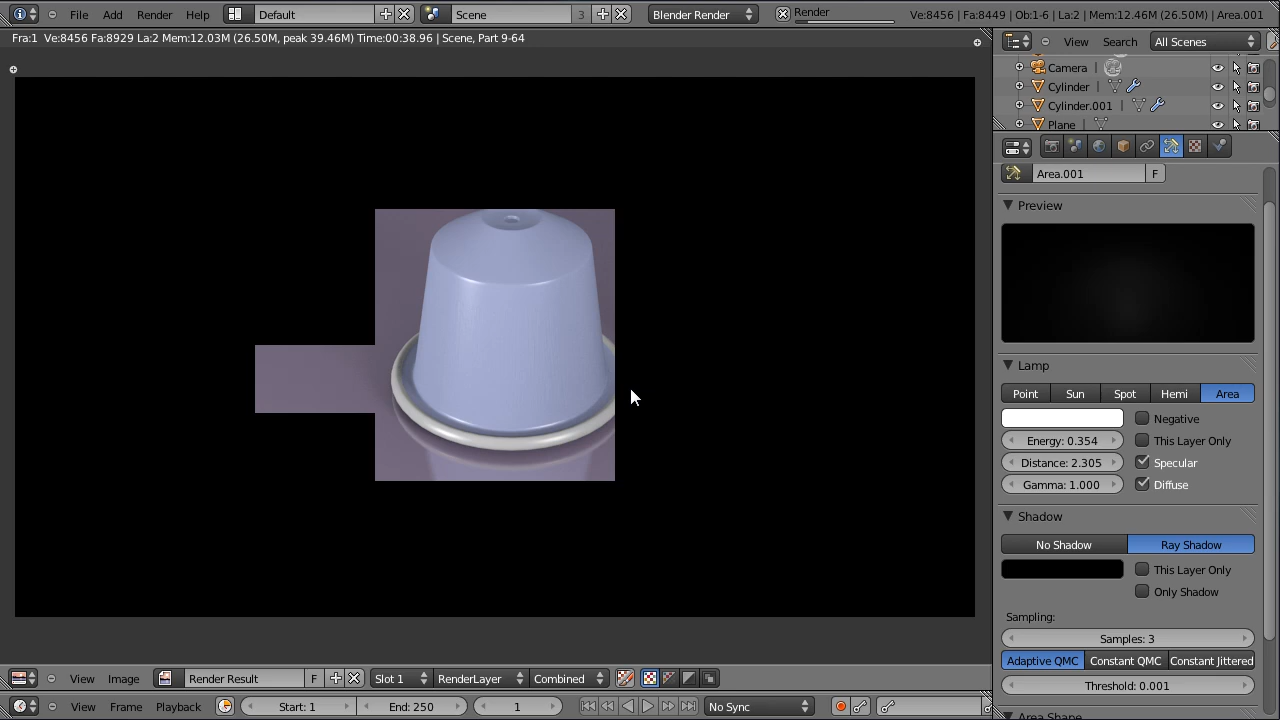 File Add Render Help Default Scene 3 Blender Render Render Ve:8456 | Fa:8449 | Ob:1-6 | La:2 | Mem:12.46M (26.50M) | Area.001
Fra:1 Ve:8456 Fa:8929 La:2 Mem:12.03M (26.50M, peak 39.46M) Time:00:38.96 | Scene, Part 9-64
View Search All Scenes
Camera
Cylinder
Cylinder.001
Plane
Area.001 F
Preview
Lamp
Point Sun Spot Hemi Area
Negative
Energy: 0.354 This Layer Only
Distance: 2.305 Specular
Gamma: 1.000 Diffuse
Shadow
No Shadow Ray Shadow
This Layer Only
Only Shadow
Sampling:
Samples: 3
Adaptive QMC Constant QMC Constant Jittered
Threshold: 0.001
Area Shape
View Image Render Result F Slot 1 RenderLayer Combined
View Frame Playback Start: 1 End: 250 1 No Sync